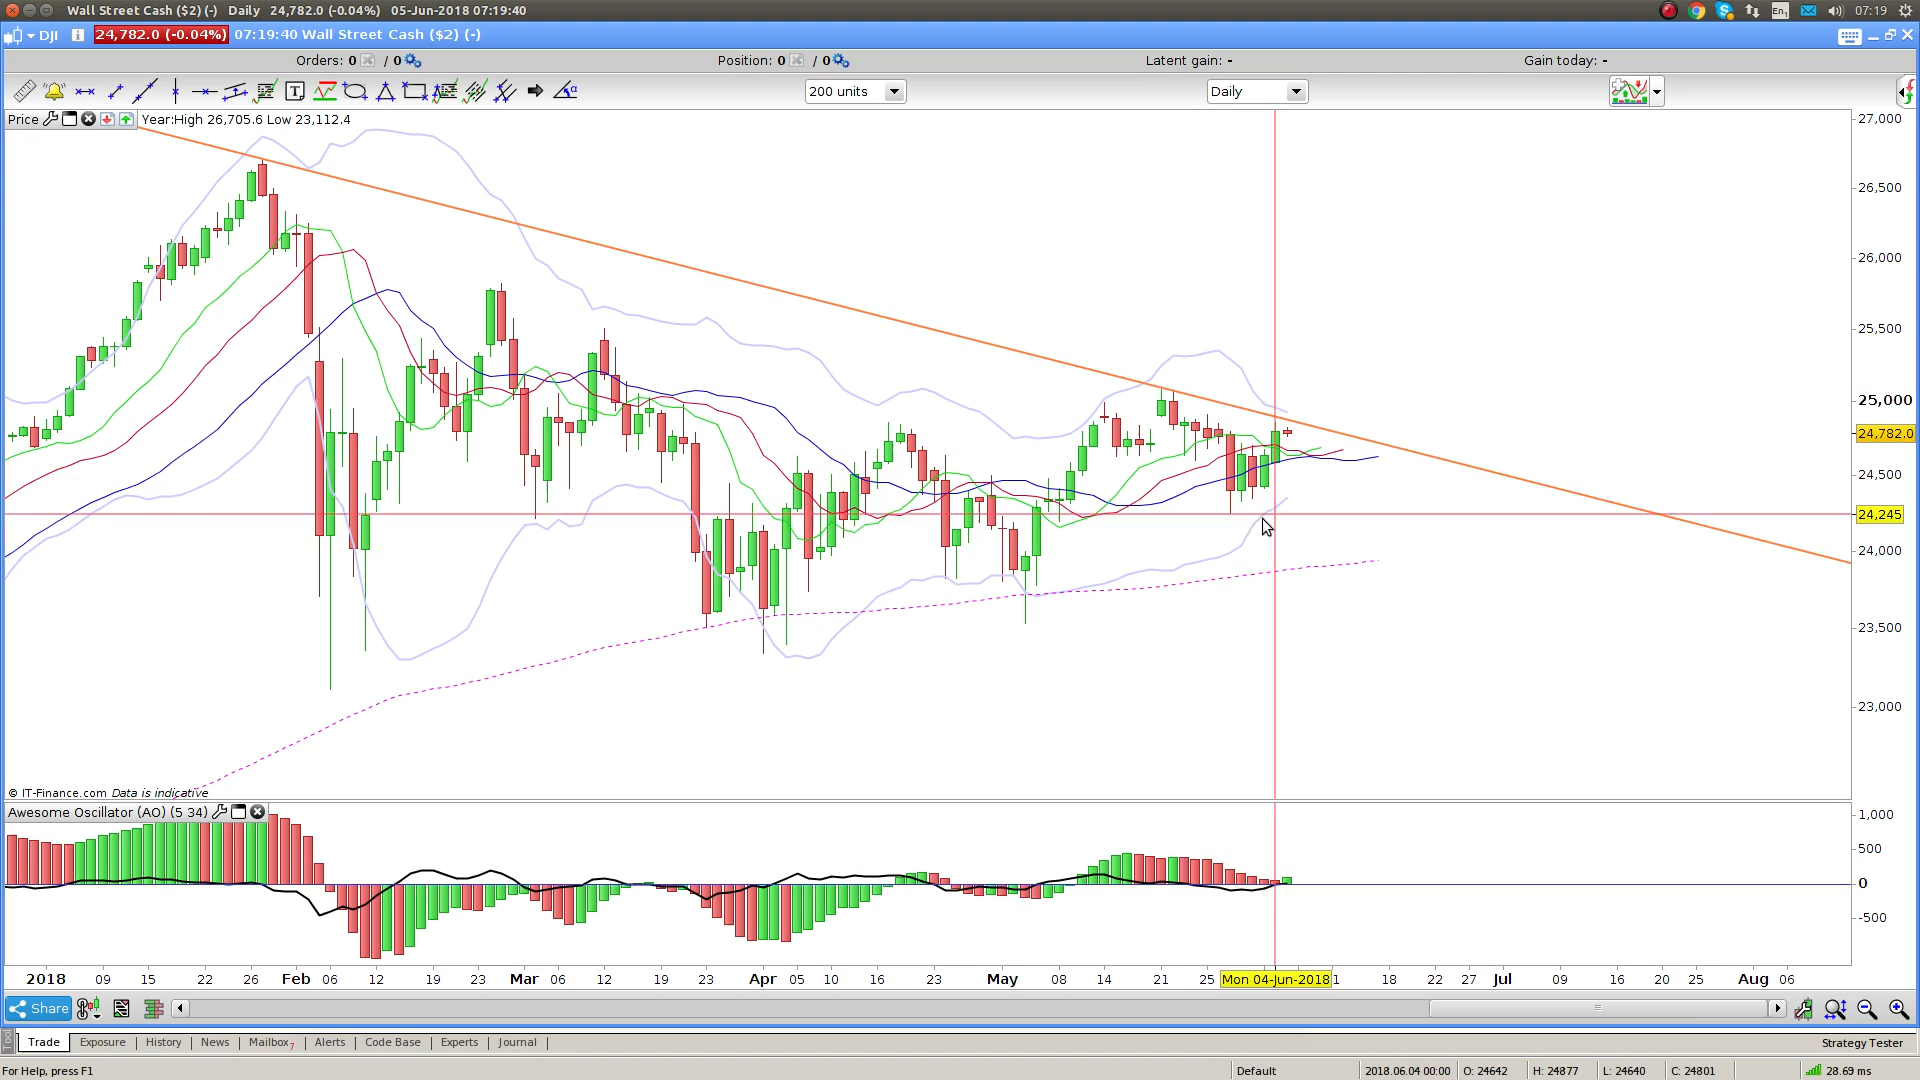 Wall Street Cash ($2) (-) Daily 24,782.0 (-0.04%) 05-Jun-2018 07:19:40
En1 07:19
DJI 24,782.0 (-0.04%) 07:19:40 Wall Street Cash ($2) (-)
Orders: 0 / 0 Position: 0 / 0 Latent gain: - Gain today: -
200 units Daily
Price Year:High 26,705.6 Low 23,112.4
27,000
26,500
26,000
25,500
25,000
24,782.0
24,500
24,245
24,000
23,500
23,000
© IT-Finance.com Data is indicative
Awesome Oscillator (AO) (5 34)
1,000
500
0
-500
2018 09 15 22 26 Feb 06 12 19 23 Mar 06 12 19 23 Apr 05 10 16 23 May 08 14 21 25 Mon 04-Jun-2018 1 18 22 27 Jul 09 16 20 25 Aug 06
Share
Trade Exposure History News Mailbox 7 Alerts Code Base Experts Journal Strategy Tester
For Help, press F1 Default 2018.06.04 00:00 O: 24642 H: 24877 L: 24640 C: 24801 28.69 ms